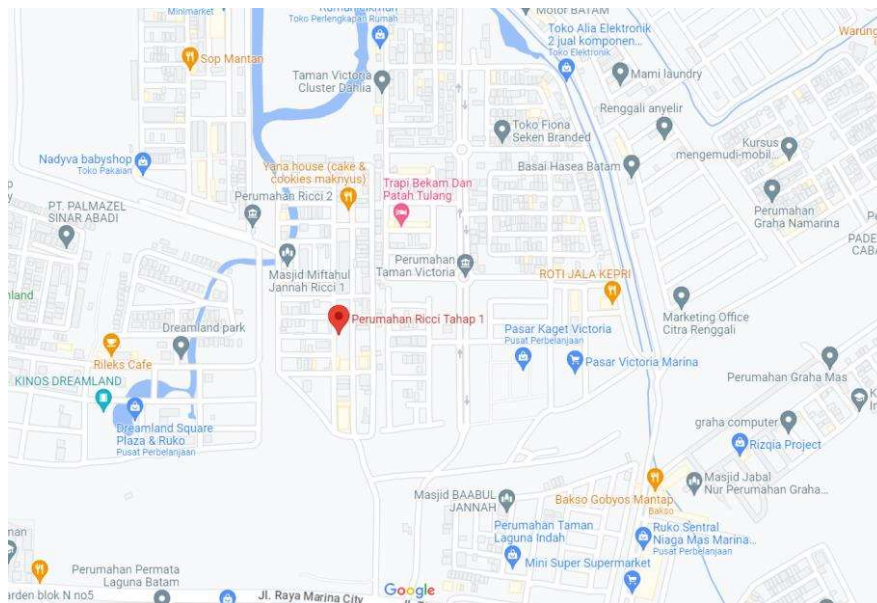 Minimarket
Toko Perlengkapan Rumah
Motor BATAM
Toko Alia Elektronik
2 jual komponen...
Toko Elektronik
Warung
Sop Mantan
Taman Victoria
Cluster Dahlia
Mami laundry
Renggali anyelir
Toko Fiona
Seken Branded
Kursus
mengemudi-mobil...
Nadyva babyshop
Toko Pakaian
Yana house (cake &
cookies maknyus)
Basai Hasea Batam
Trapi Bekam Dan
Patah Tulang
Perumahan Ricci 2
PT. PALMAZEL
SINAR ABADI
Perumahan
Graha Namarina
PADE
CABA
Masjid Miftahul
Jannah Ricci 1
Perumahan
Taman Victoria
ROTI JALA KEPRI
Marketing Office
Citra Renggali
Perumahan Ricci Tahap 1
Dreamland park
Pasar Kaget Victoria
Pusat Perbelanjaan
Rileks Cafe
Pasar Victoria Marina
Perumahan Graha Mas
KINOS DREAMLAND
Dreamland Square
Plaza & Ruko
Pusat Perbelanjaan
graha computer
Rizqia Project
Masjid Jabal
Nur Perumahan Graha...
Masjid BAABUL
JANNAH
Bakso Gobyos Mantap
Bakso
Perumahan Taman
Laguna Indah
Ruko Sentral
Niaga Mas Marina...
Pusat Perbelanjaan
Mini Super Supermarket
Perumahan Permata
Laguna Batam
arden blok N no5
Jl. Raya Marina City
Google